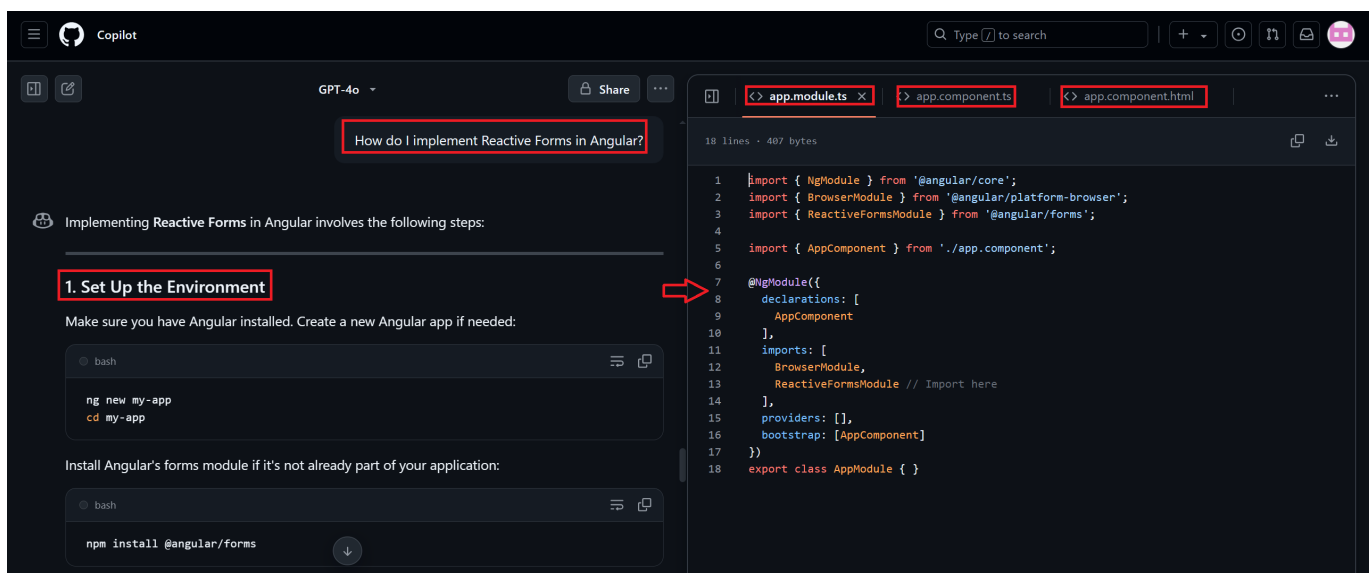 Copilot
Type / to search
GPT-4o
Share
How do I implement Reactive Forms in Angular?
Implementing Reactive Forms in Angular involves the following steps:
1. Set Up the Environment
Make sure you have Angular installed. Create a new Angular app if needed:
bash
ng new my-app
cd my-app
Install Angular's forms module if it's not already part of your application:
bash
npm install @angular/forms
app.module.ts
app.component.ts
app.component.html
18 lines · 407 bytes
1 import { NgModule } from '@angular/core';
2 import { BrowserModule } from '@angular/platform-browser';
3 import { ReactiveFormsModule } from '@angular/forms';
4
5 import { AppComponent } from './app.component';
6
7 @NgModule({
8   declarations: [
9     AppComponent
10   ],
11   imports: [
12     BrowserModule,
13     ReactiveFormsModule // Import here
14   ],
15   providers: [],
16   bootstrap: [AppComponent]
17 })
18 export class AppModule { }